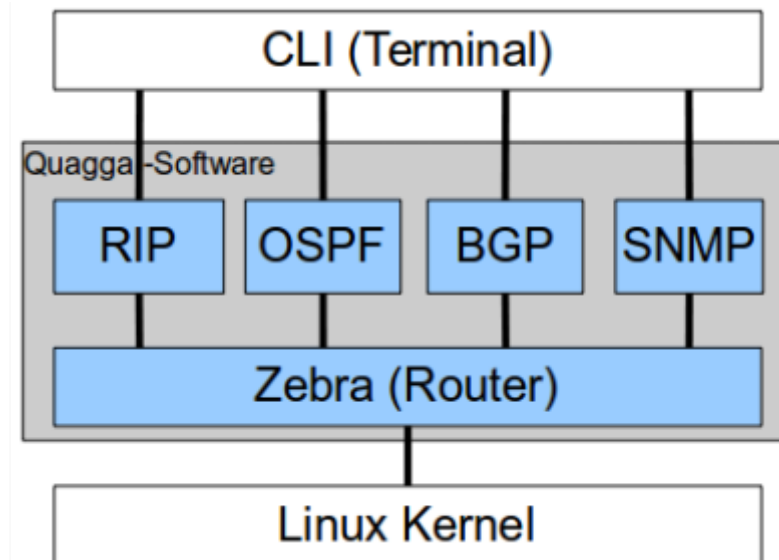 CLI (Terminal)
Quagga -Software
RIP OSPF BGP SNMP
Zebra (Router)
Linux Kernel